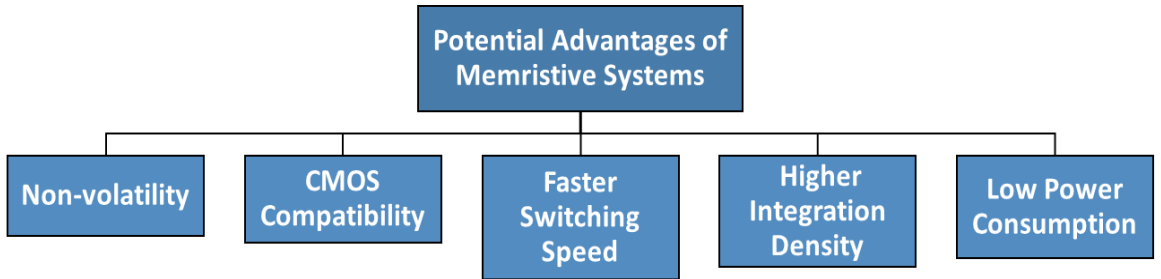 Potential Advantages of
Memristive Systems
Non-volatility
CMOS
Compatibility
Faster
Switching
Speed
Higher
Integration
Density
Low Power
Consumption